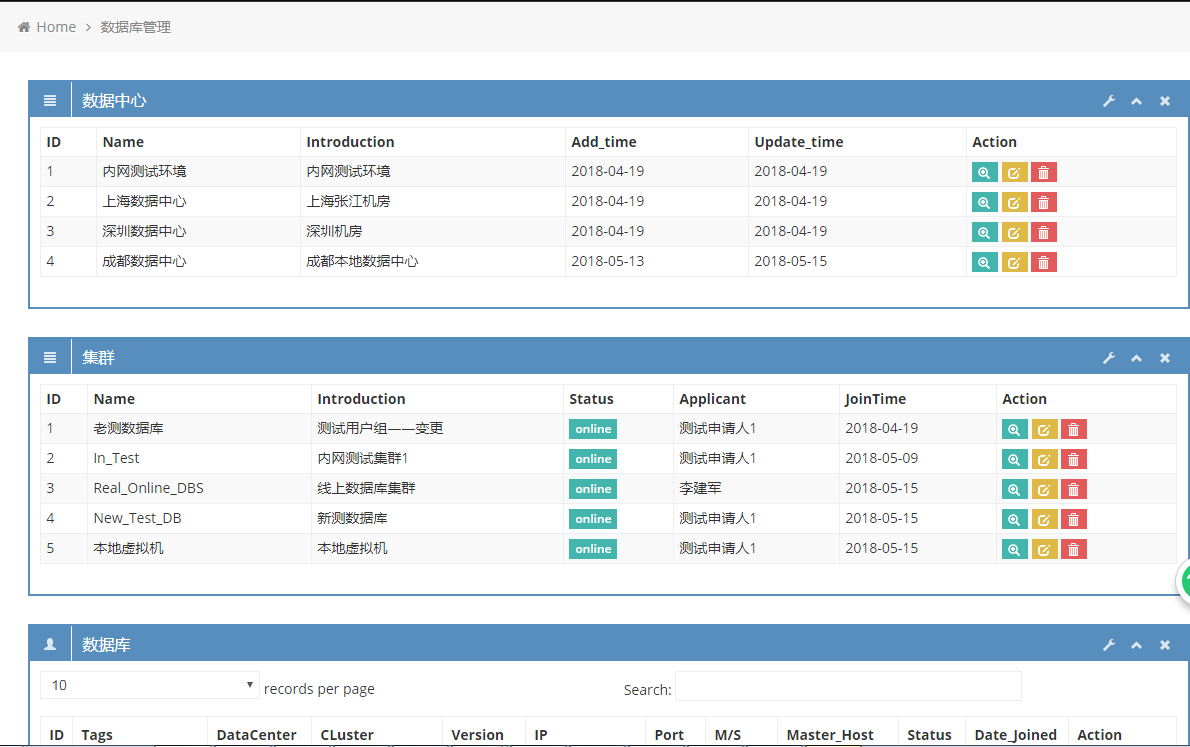 Home > 数据库管理
数据中心
ID Name Introduction Add_time Update_time Action
1 内网测试环境 内网测试环境 2018-04-19 2018-04-19
2 上海数据中心 上海张江机房 2018-04-19 2018-04-19
3 深圳数据中心 深圳机房 2018-04-19 2018-04-19
4 成都数据中心 成都本地数据中心 2018-05-13 2018-05-15
集群
ID Name Introduction Status Applicant JoinTime Action
1 老测数据库 测试用户组——变更 online 测试申请人1 2018-04-19
2 In_Test 内网测试集群1 online 测试申请人1 2018-05-09
3 Real_Online_DBS 线上数据库集群 online 李建军 2018-05-15
4 New_Test_DB 新测数据库 online 测试申请人1 2018-05-15
5 本地虚拟机 本地虚拟机 online 测试申请人1 2018-05-15
数据库
10 records per page Search:
ID Tags DataCenter CLuster Version IP Port M/S Master_Host Status Date_Joined Action